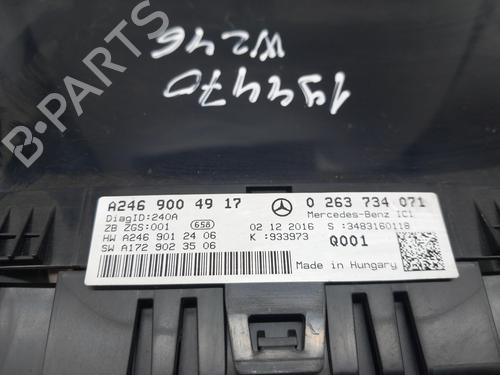 W246
194470
A246 900 49 17
0 263 734 071
DiagID:240A
Mercedes-Benz IC1
ZB ZGS:001
658
02 12 2016
S :3483160118
HW A246 901 24 06
K :933973
Q001
SW A172 902 35 06
Made in Hungary
B-PARTS